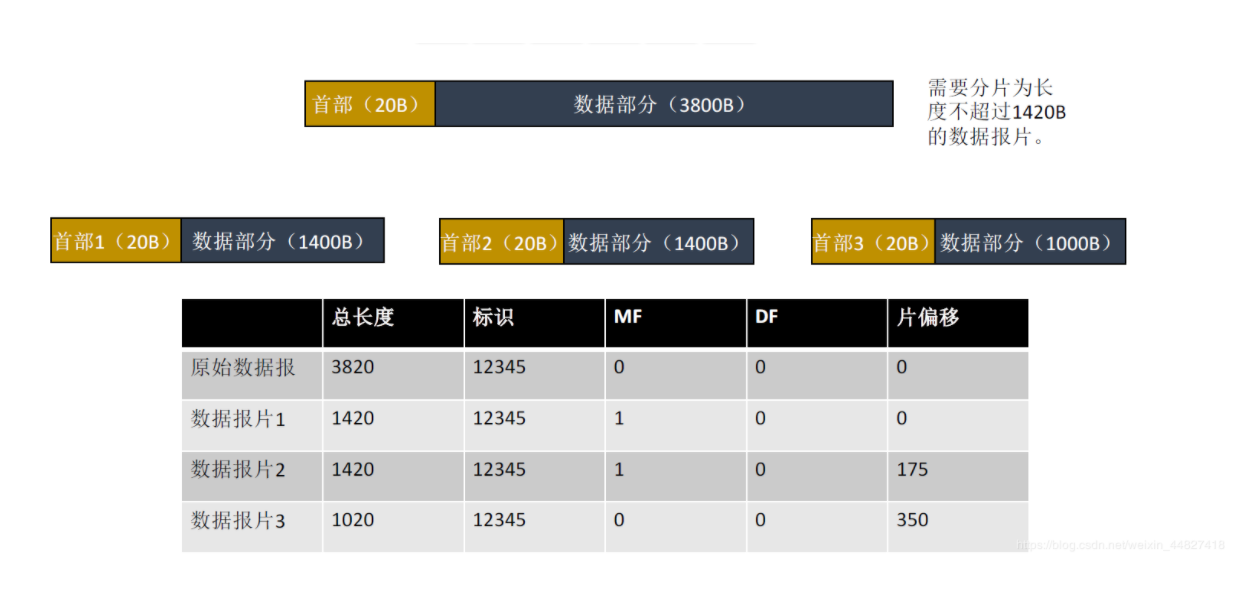 首部（20B） 数据部分（3800B）
需要分片为长
度不超过1420B
的数据报片。
首部1（20B） 数据部分（1400B） 首部2（20B） 数据部分（1400B） 首部3（20B） 数据部分（1000B）
总长度 标识 MF DF 片偏移
原始数据报 3820 12345 0 0 0
数据报片1 1420 12345 1 0 0
数据报片2 1420 12345 1 0 175
数据报片3 1020 12345 0 0 350
https://blog.csdn.net/weixin_44827418